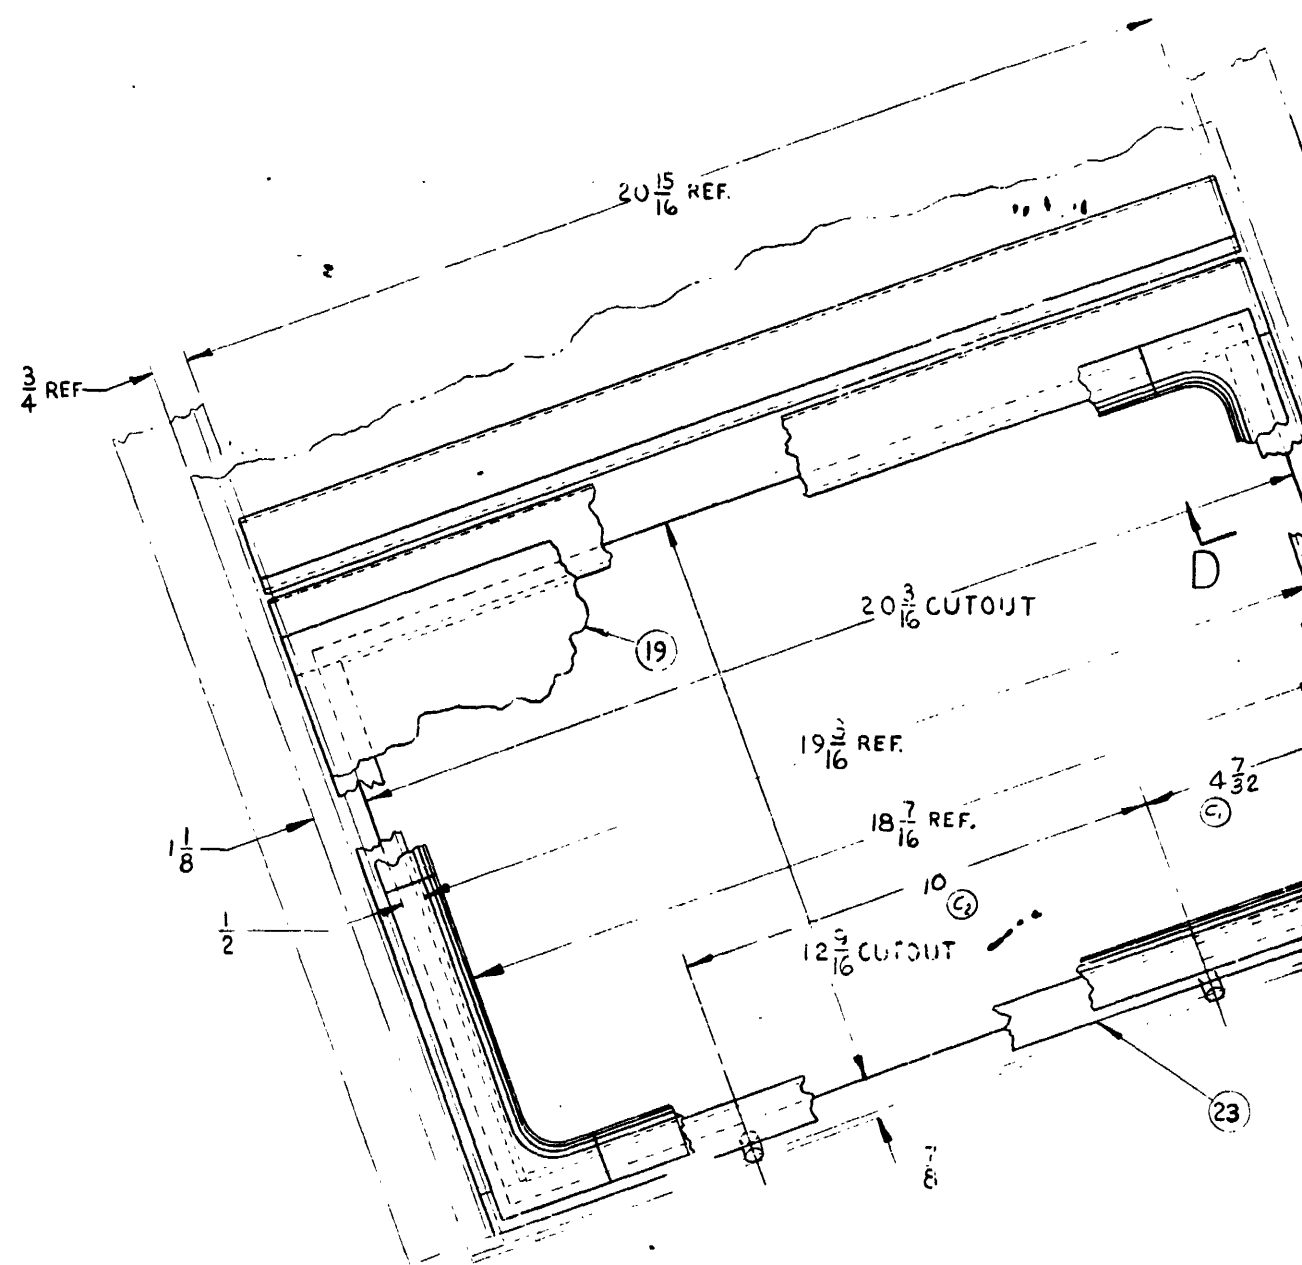 20 15/16 REF.
3/4 REF
D
20 3/16 CUTOUT
19
19 3/16 REF.
4 7/32
C1
18 7/16 REF.
1 1/8
10
C2
1/2
12 9/16 CUTOUT
23
7/8